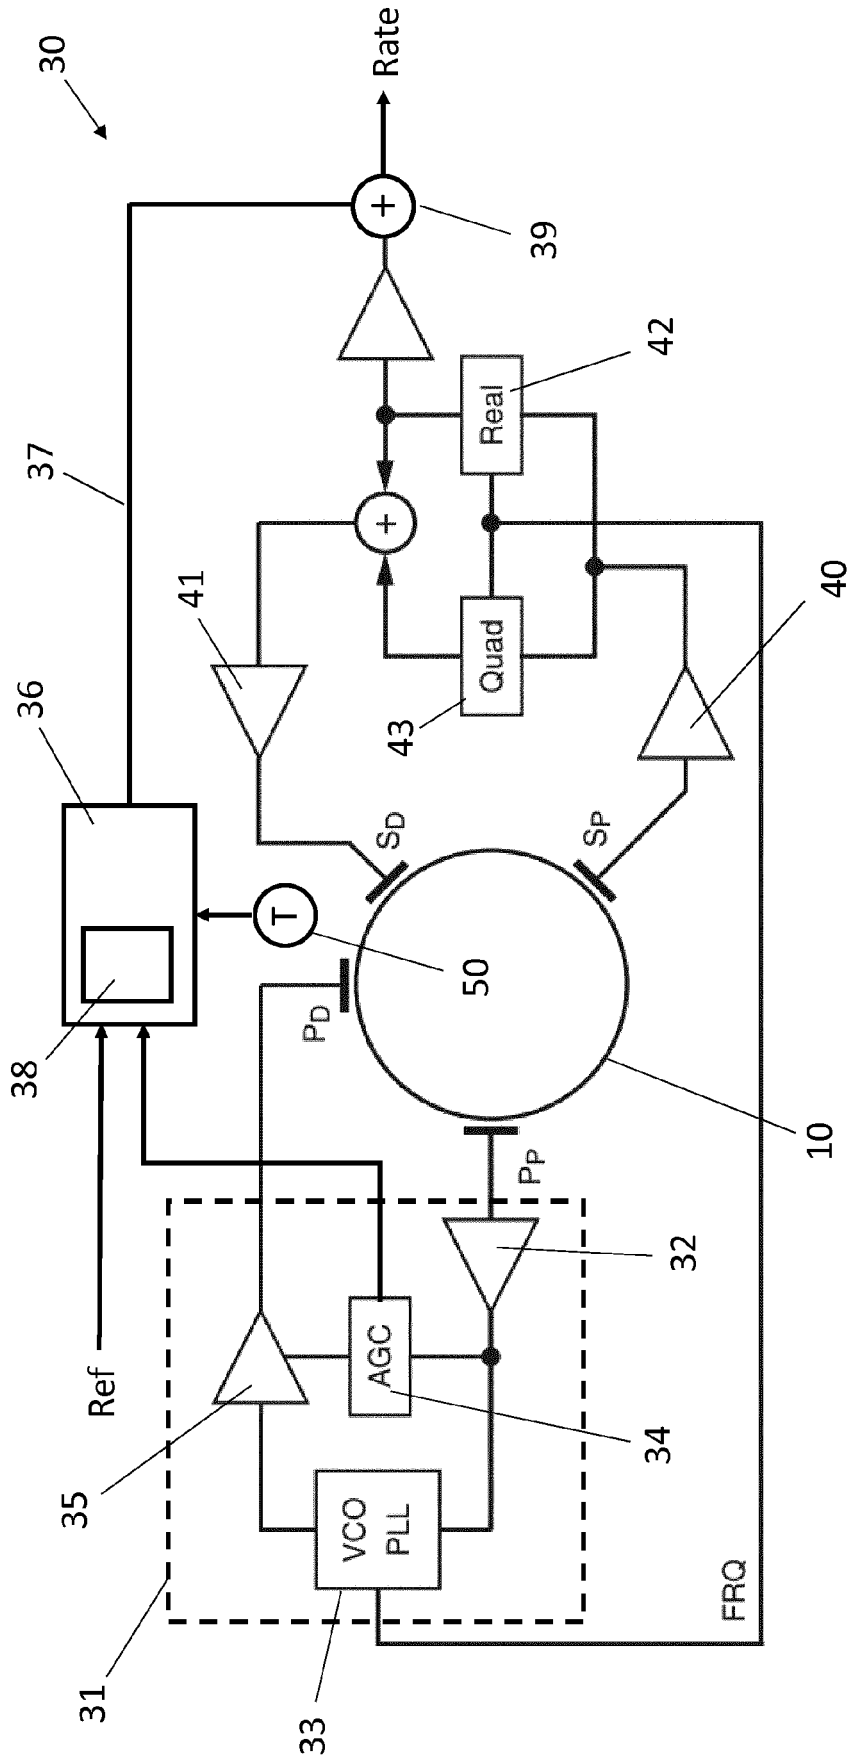 30
Rate
37
+
39
36
41
+
Real
42
38
T
50
SD
43
Quad
40
PD
SP
Ref
10
PP
35
AGC
32
VCO
PLL
34
31
33
FRQ